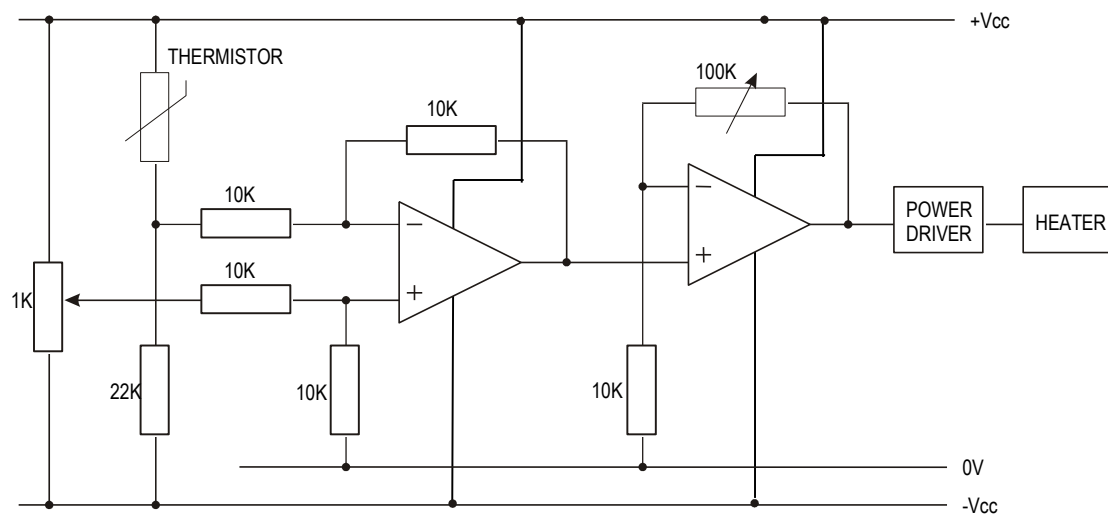 +Vcc
THERMISTOR
100K
10K
10K
POWER
DRIVER
HEATER
10K
1K
22K
10K
10K
0V
-Vcc